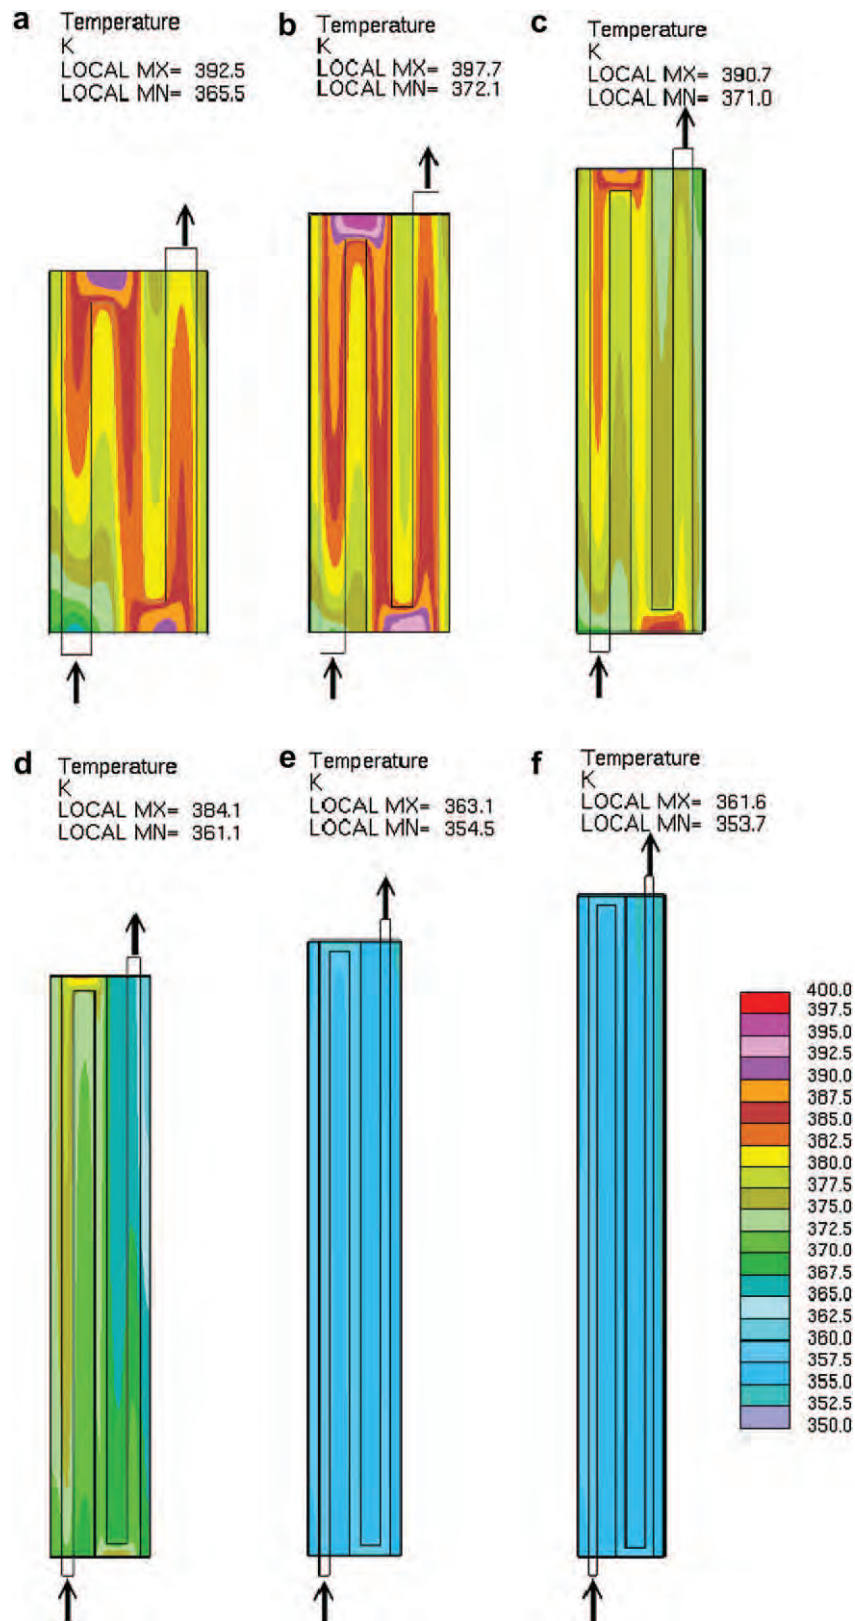 a Temperature
K
LOCAL MX= 392.5
LOCAL MN= 365.5
b Temperature
K
LOCAL MX= 397.7
LOCAL MN= 372.1
c Temperature
K
LOCAL MX= 390.7
LOCAL MN= 371.0
d Temperature
K
LOCAL MX= 384.1
LOCAL MN= 361.1
e Temperature
K
LOCAL MX= 363.1
LOCAL MN= 354.5
f Temperature
K
LOCAL MX= 361.6
LOCAL MN= 353.7
400.0
397.5
395.0
392.5
390.0
387.5
385.0
382.5
380.0
377.5
375.0
372.5
370.0
367.5
365.0
362.5
360.0
357.5
355.0
352.5
350.0